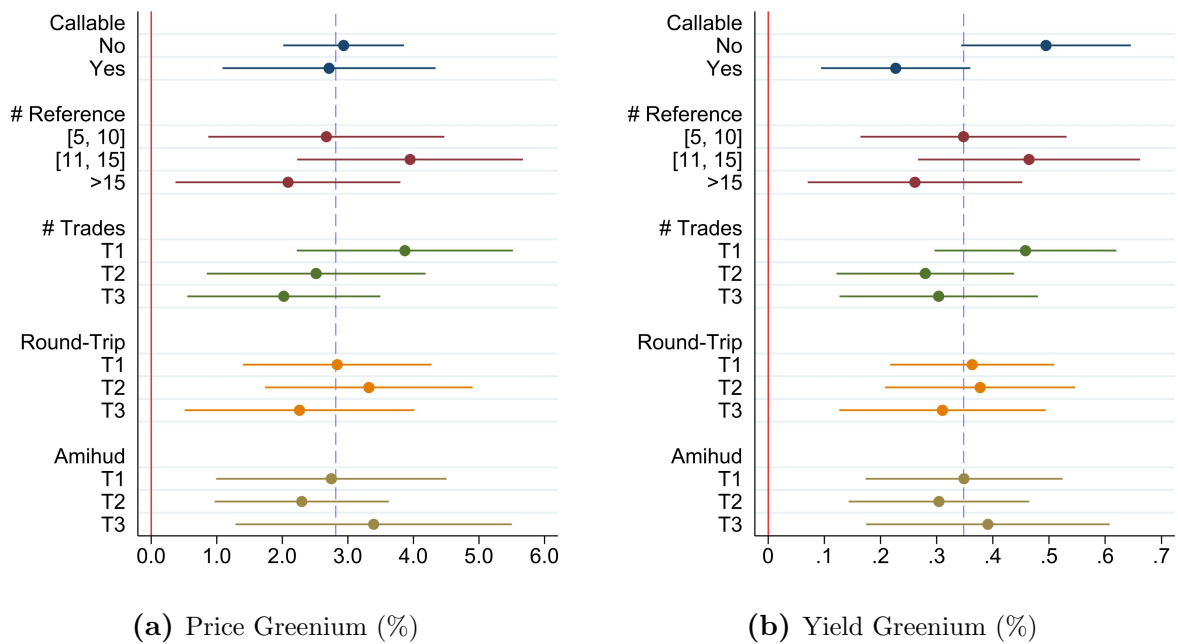 Callable
No
Yes
# Reference
[5, 10]
[11, 15]
>15
# Trades
T1
T2
T3
Round-Trip
T1
T2
T3
Amihud
T1
T2
T3
0.0 1.0 2.0 3.0 4.0 5.0 6.0
(a) Price Greenium (%)
Callable
No
Yes
# Reference
[5, 10]
[11, 15]
>15
# Trades
T1
T2
T3
Round-Trip
T1
T2
T3
Amihud
T1
T2
T3
0 .1 .2 .3 .4 .5 .6 .7
(b) Yield Greenium (%)